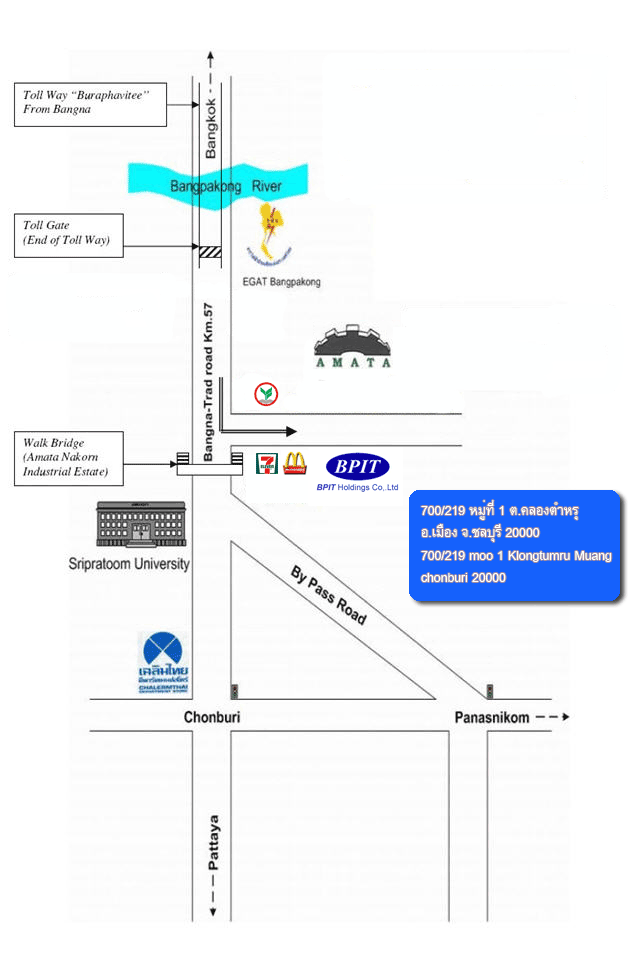 Toll Way “Buraphavitee”
From Bangna
Bangkok
Bangpakong River
Toll Gate
(End of Toll Way)
EGAT Bangpakong
Bangna-Trad road Km.57
AMATA
Walk Bridge
(Amata Nakorn
Industrial Estate)
7
ELEVEN
BPIT
BPIT Holdings Co,.Ltd
700/219 หมู่ที่ 1 ต.คลองตำหรุ
อ.เมือง จ.ชลบุรี 20000
700/219 moo 1 Klongtumru Muang
chonburi 20000
Sripratoom University
By Pass Road
เฉลิมไทย
CHALERMTHAI
DEPARTMENT STORE
Chonburi
Panasnikom
Pattaya